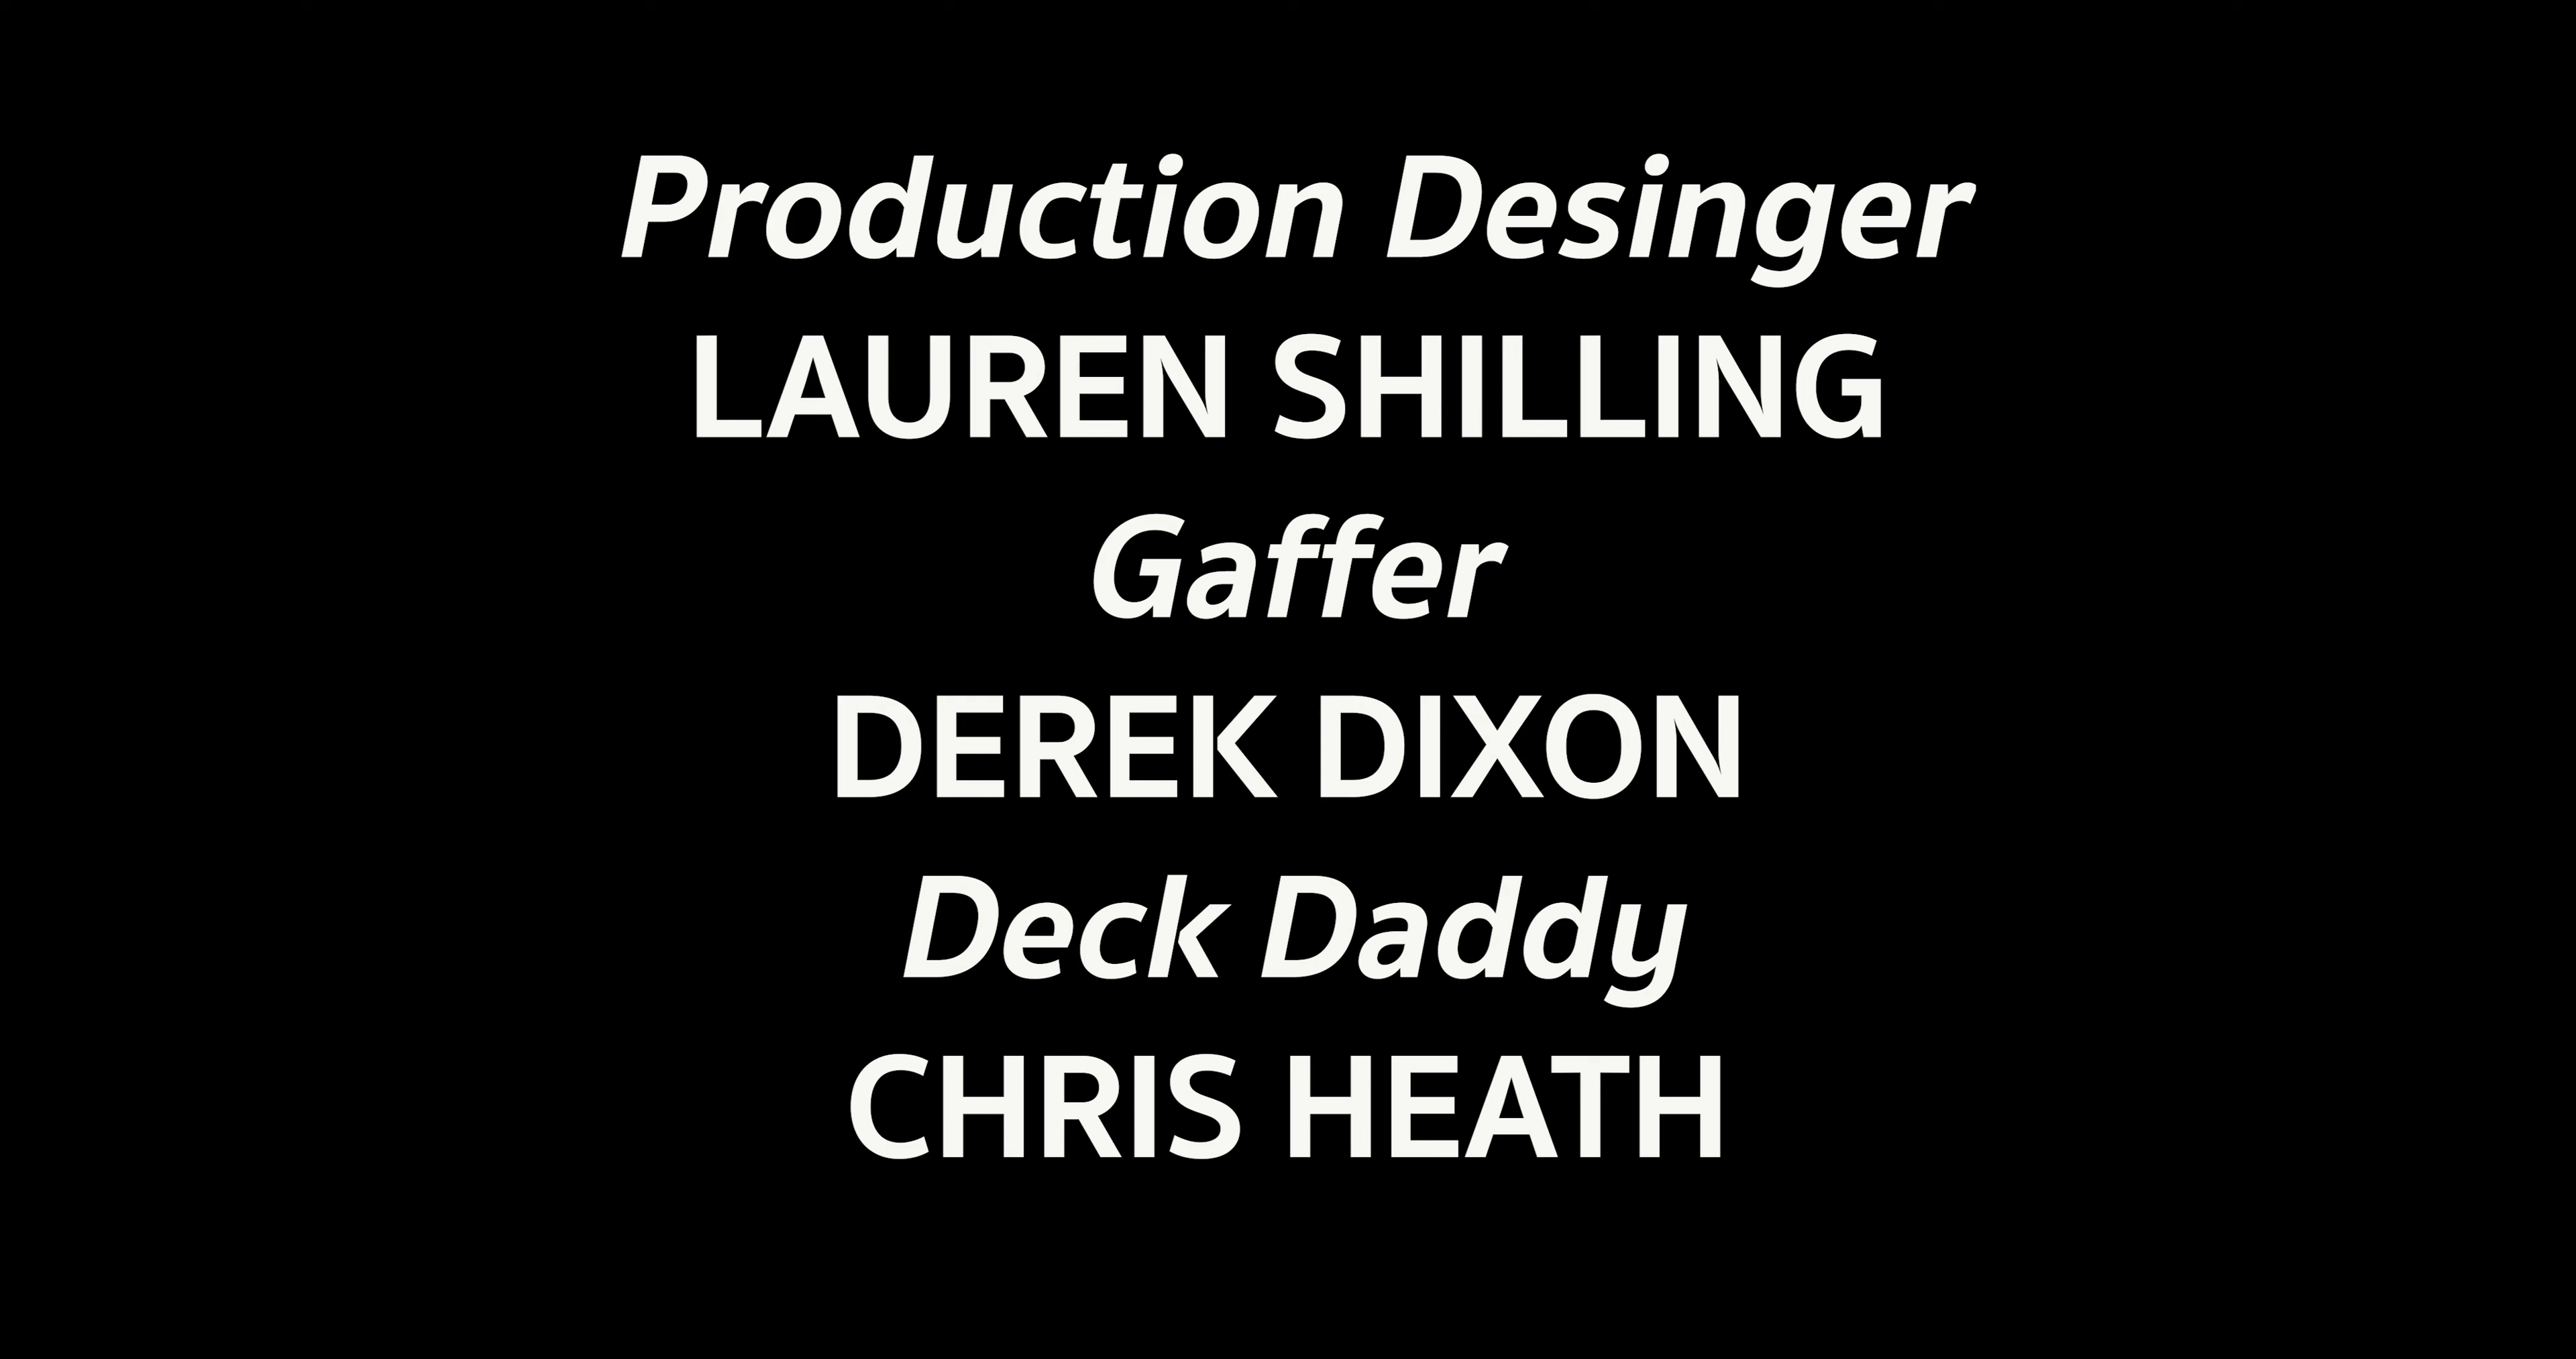 Production Desinger
LAUREN SHILLING
Gaffer
DEREK DIXON
Deck Daddy
CHRIS HEATH